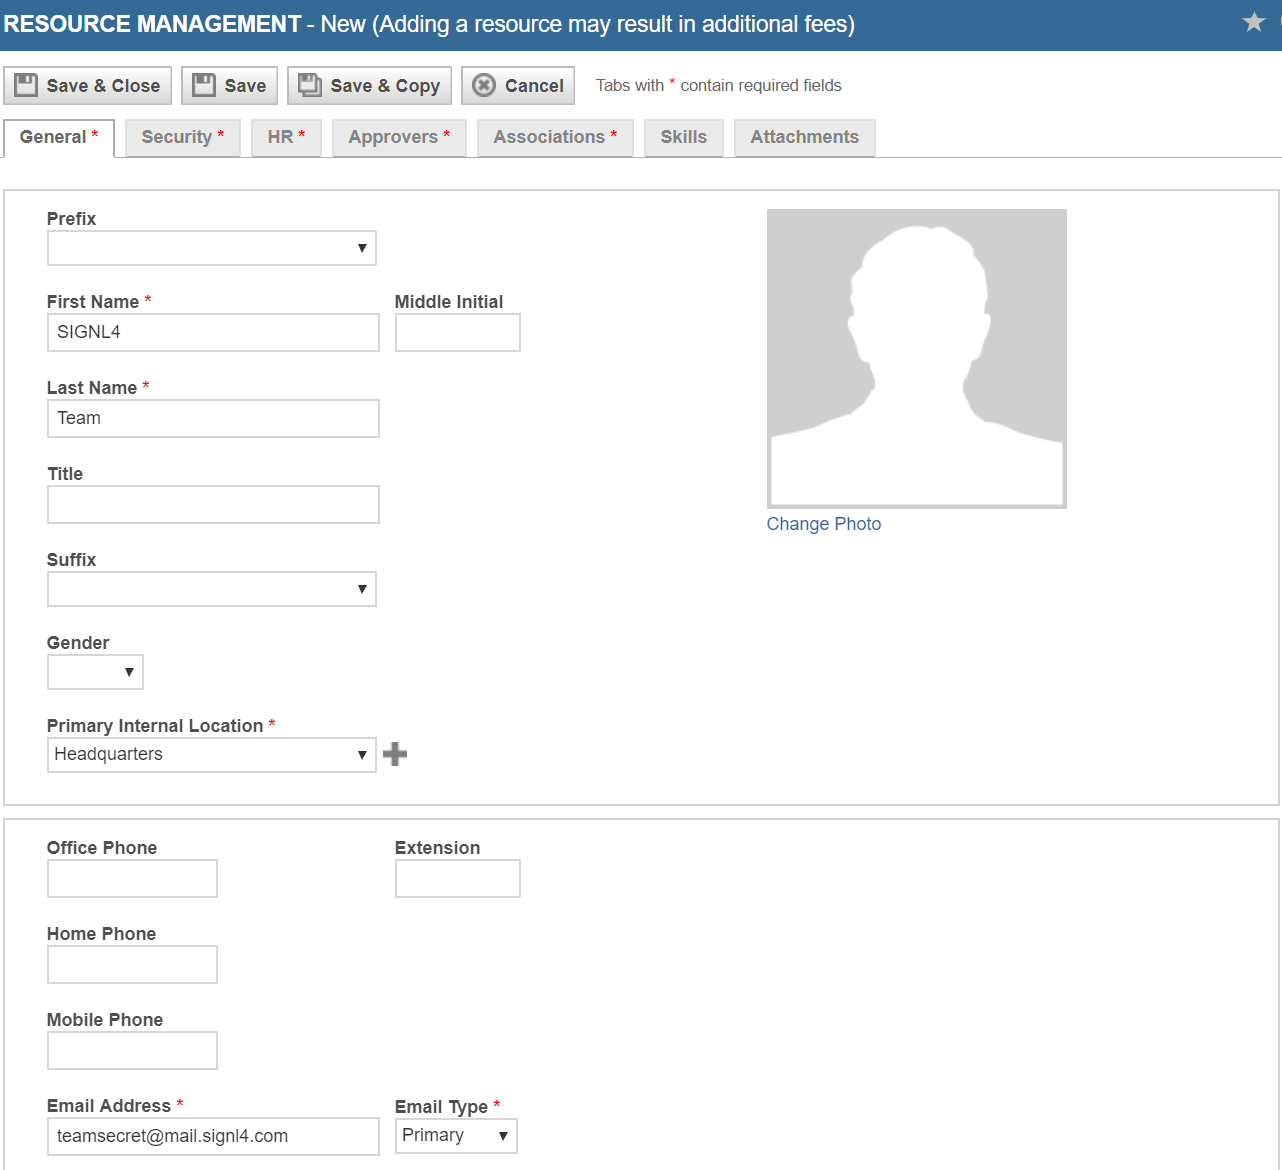 RESOURCE MANAGEMENT - New (Adding a resource may result in additional fees)
Save & Close Save Save & Copy Cancel Tabs with * contain required fields
General * Security * HR * Approvers * Associations * Skills Attachments
Prefix
First Name * Middle Initial
SIGNL4
Last Name *
Team
Title
Change Photo
Suffix
Gender
Primary Internal Location *
Headquarters
Office Phone Extension
Home Phone
Mobile Phone
Email Address * Email Type *
teamsecret@mail.signl4.com Primary